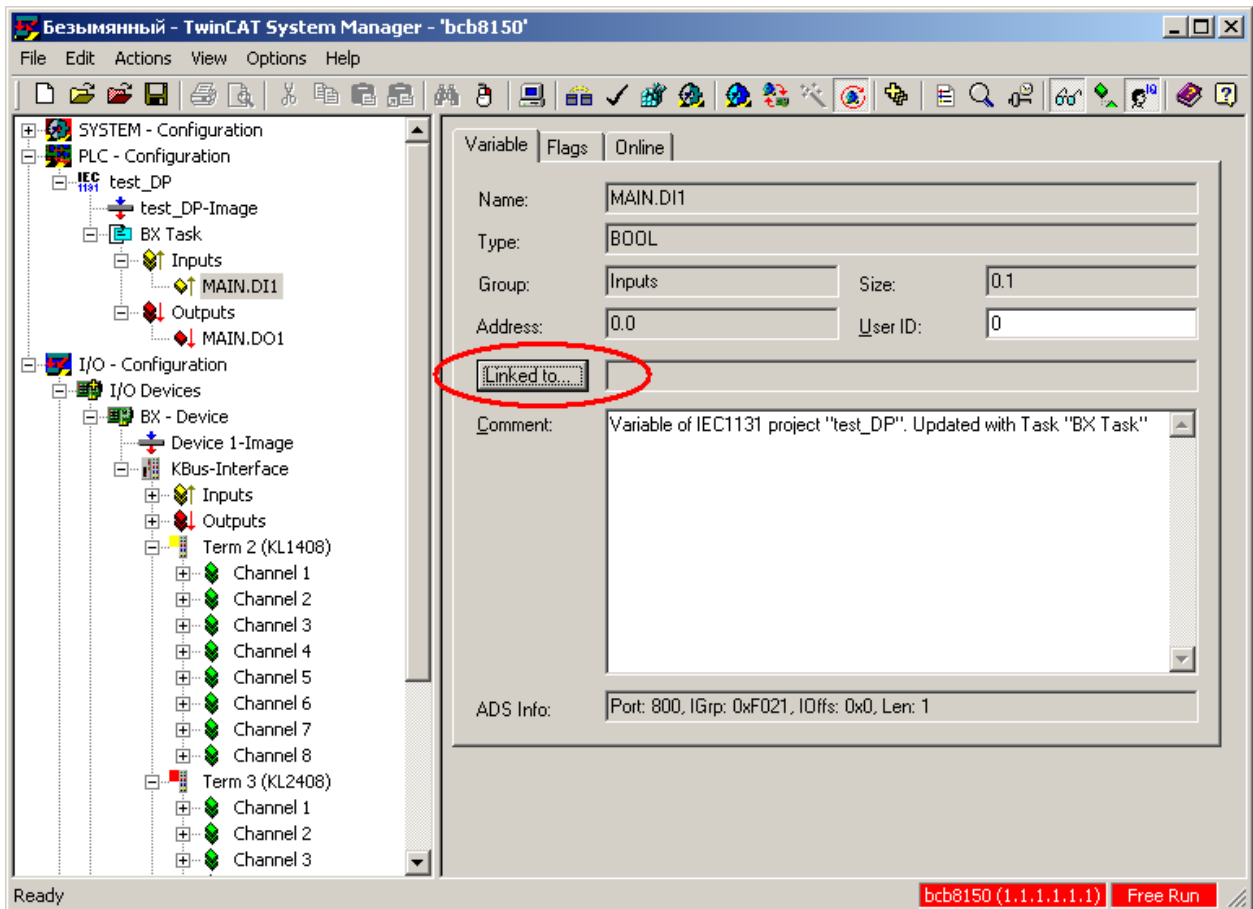 Безымянный - TwinCAT System Manager - 'bcb8150'
File Edit Actions View Options Help
SYSTEM - Configuration
PLC - Configuration
IEC 1131 test_DP
test_DP-Image
BX Task
Inputs
MAIN.DI1
Outputs
MAIN.DO1
I/O - Configuration
I/O Devices
BX - Device
Device 1-Image
KBus-Interface
Inputs
Outputs
Term 2 (KL1408)
Channel 1
Channel 2
Channel 3
Channel 4
Channel 5
Channel 6
Channel 7
Channel 8
Term 3 (KL2408)
Channel 1
Channel 2
Channel 3
Variable Flags Online
Name: MAIN.DI1
Type: BOOL
Group: Inputs Size: 0.1
Address: 0.0 User ID: 0
Linked to...
Comment: Variable of IEC1131 project "test_DP". Updated with Task "BX Task"
ADS Info: Port: 800, IGrp: 0xF021, IOffs: 0x0, Len: 1
Ready bcb8150 (1.1.1.1.1.1) Free Run